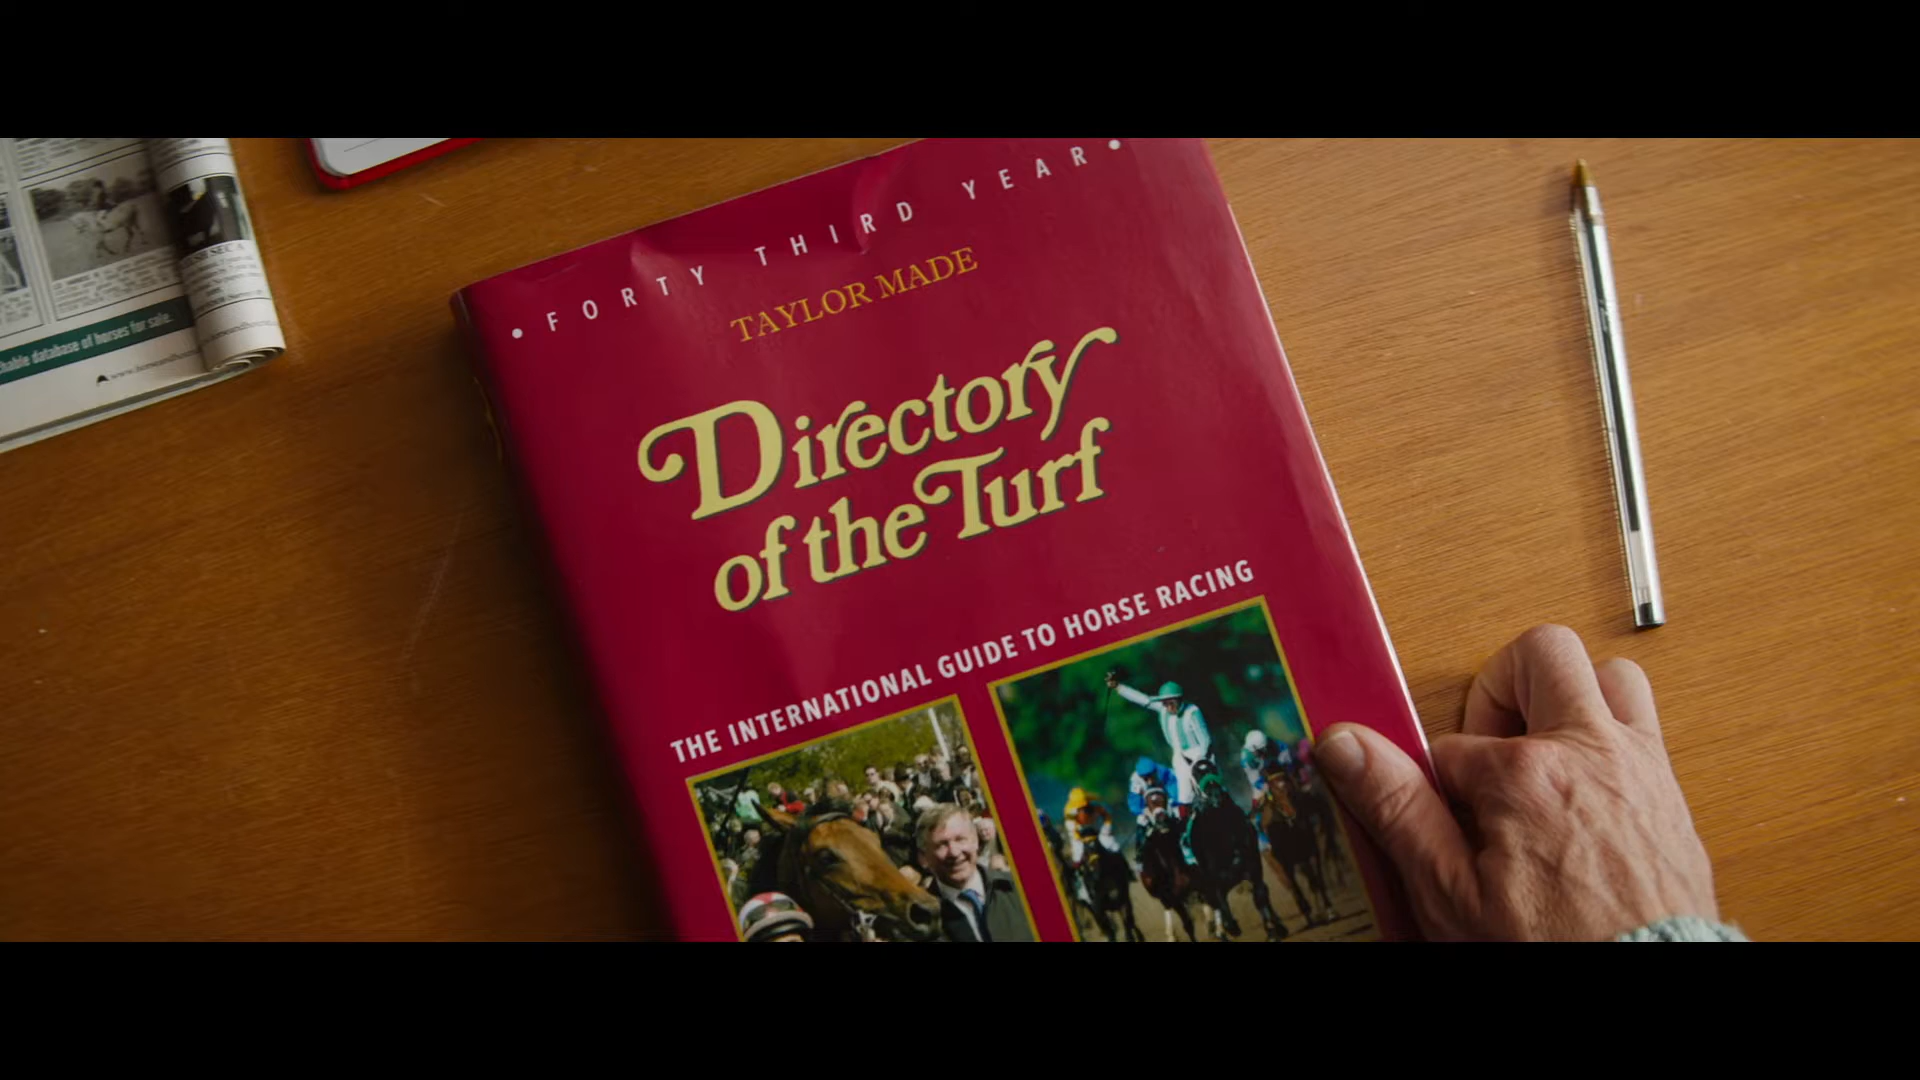 • FORTY THIRD YEAR •
TAYLOR MADE
Directory
of the Turf
THE INTERNATIONAL GUIDE TO HORSE RACING
database of horses for sale.